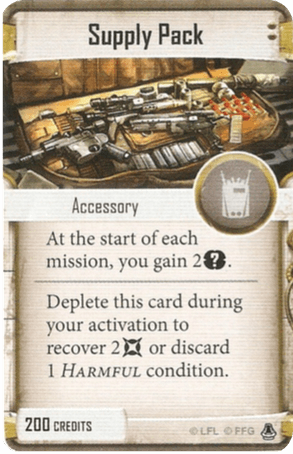 Supply Pack
Accessory
At the start of each
mission, you gain 2?.
Deplete this card during
your activation to
recover 2 or discard
1 HARMFUL condition.
200 CREDITS
© LFL © FFG